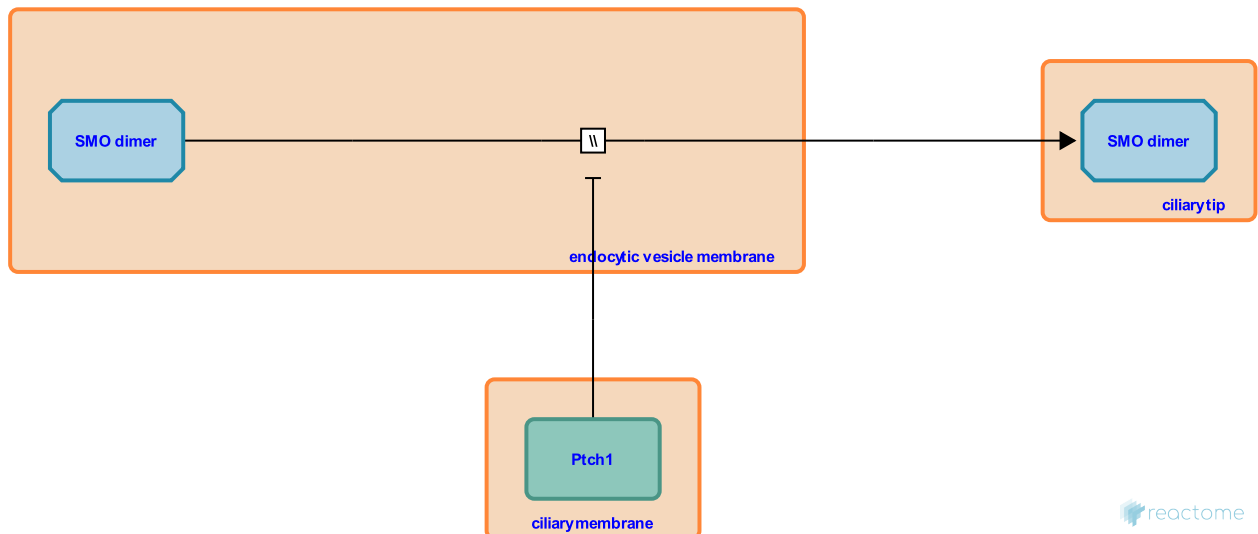 SMO dimer
\\
SMO dimer
ciliary tip
endocytic vesicle membrane
Ptch1
ciliary membrane
reactome